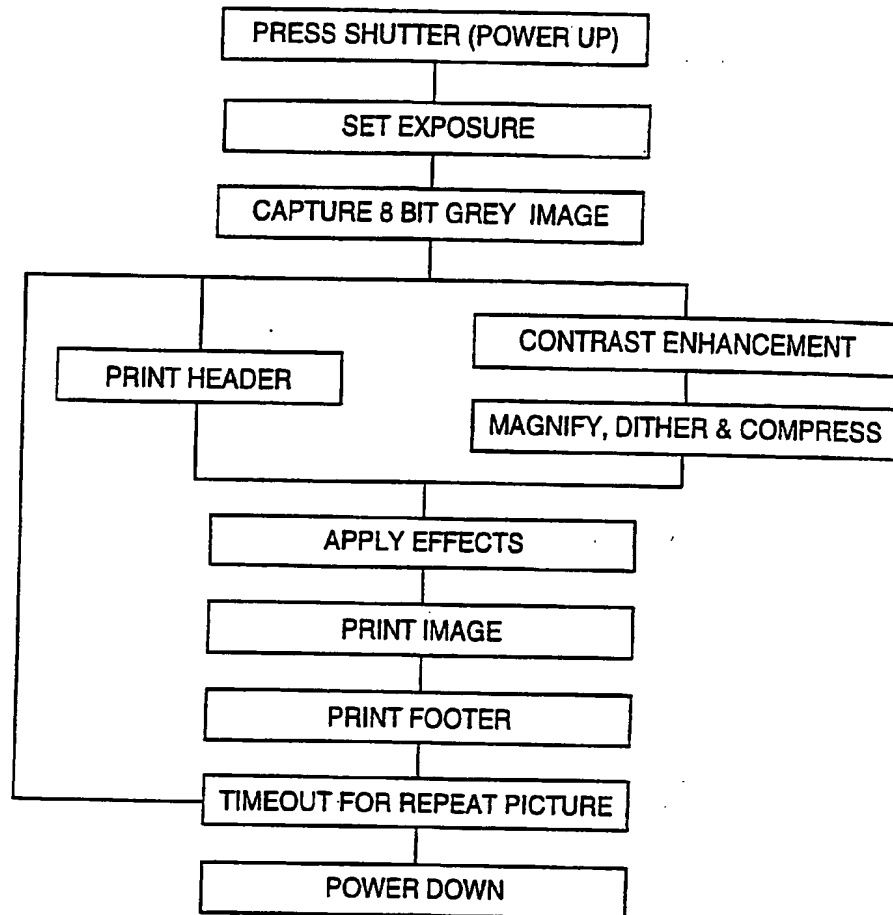 PRESS SHUTTER (POWER UP)
SET EXPOSURE
CAPTURE 8 BIT GREY IMAGE
CONTRAST ENHANCEMENT
PRINT HEADER
MAGNIFY, DITHER & COMPRESS
APPLY EFFECTS
PRINT IMAGE
PRINT FOOTER
TIMEOUT FOR REPEAT PICTURE
POWER DOWN